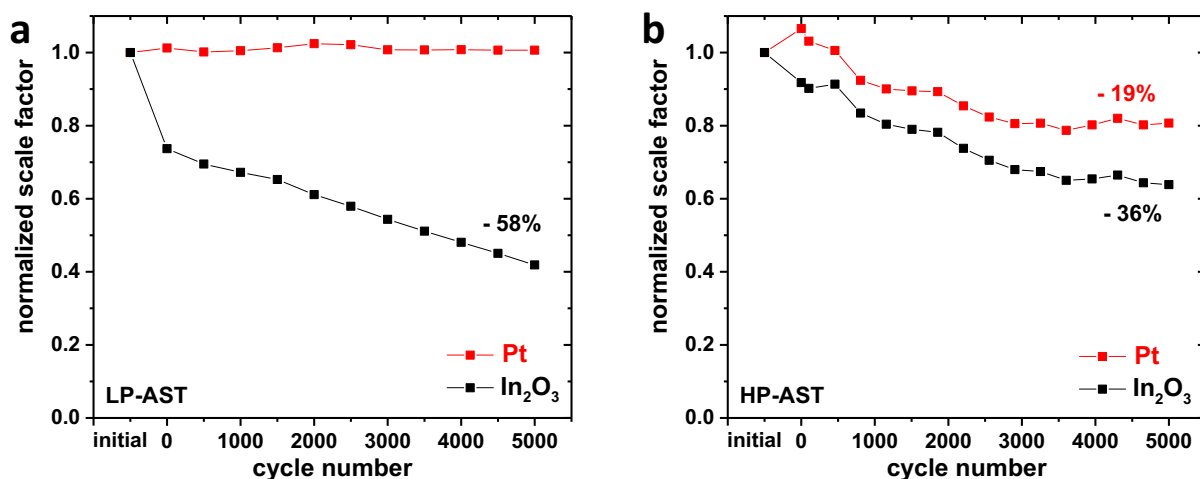 a
normalized scale factor
1.0
0.8
0.6
0.4
0.2
0.0
- 58%
Pt
In₂O₃
LP-AST
initial 0 1000 2000 3000 4000 5000
cycle number
b
normalized scale factor
1.0
0.8
0.6
0.4
0.2
0.0
- 19%
- 36%
Pt
In₂O₃
HP-AST
initial 0 1000 2000 3000 4000 5000
cycle number